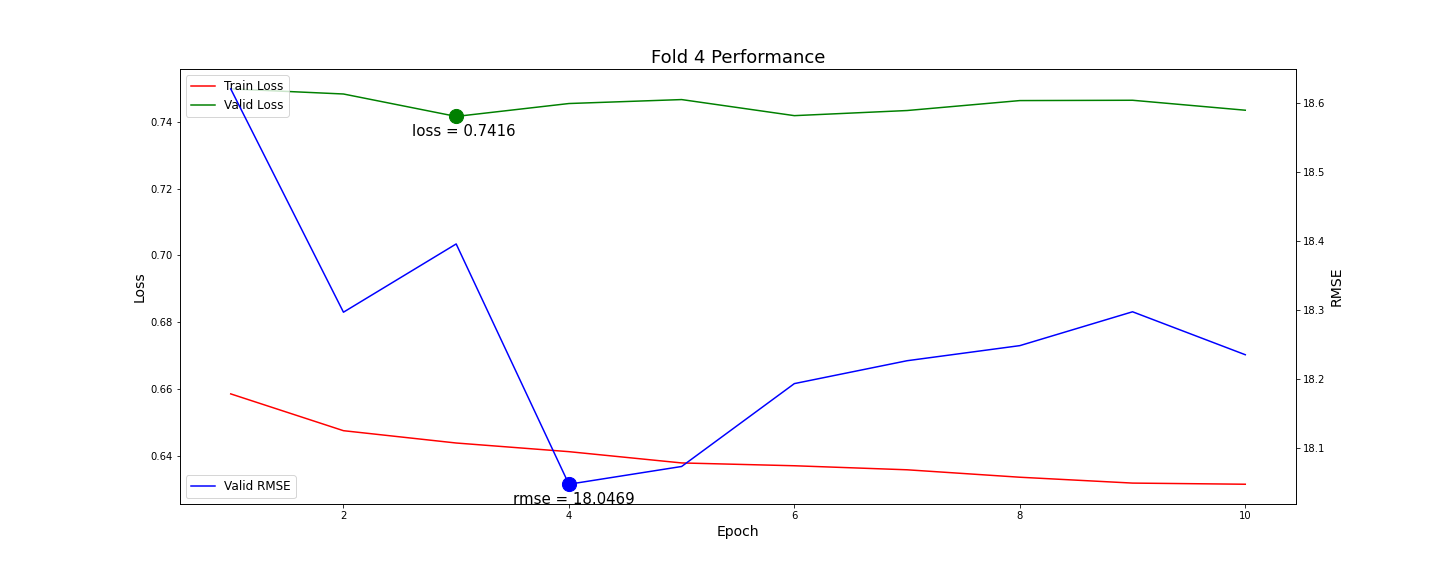 Fold 4 Performance
Train Loss
Valid Loss
0.74
0.72
0.70
0.68
0.66
0.64
Loss
loss = 0.7416
18.6
18.5
18.4
18.3
18.2
18.1
RMSE
Valid RMSE
rmse = 18.0469
2
4
6
8
10
Epoch